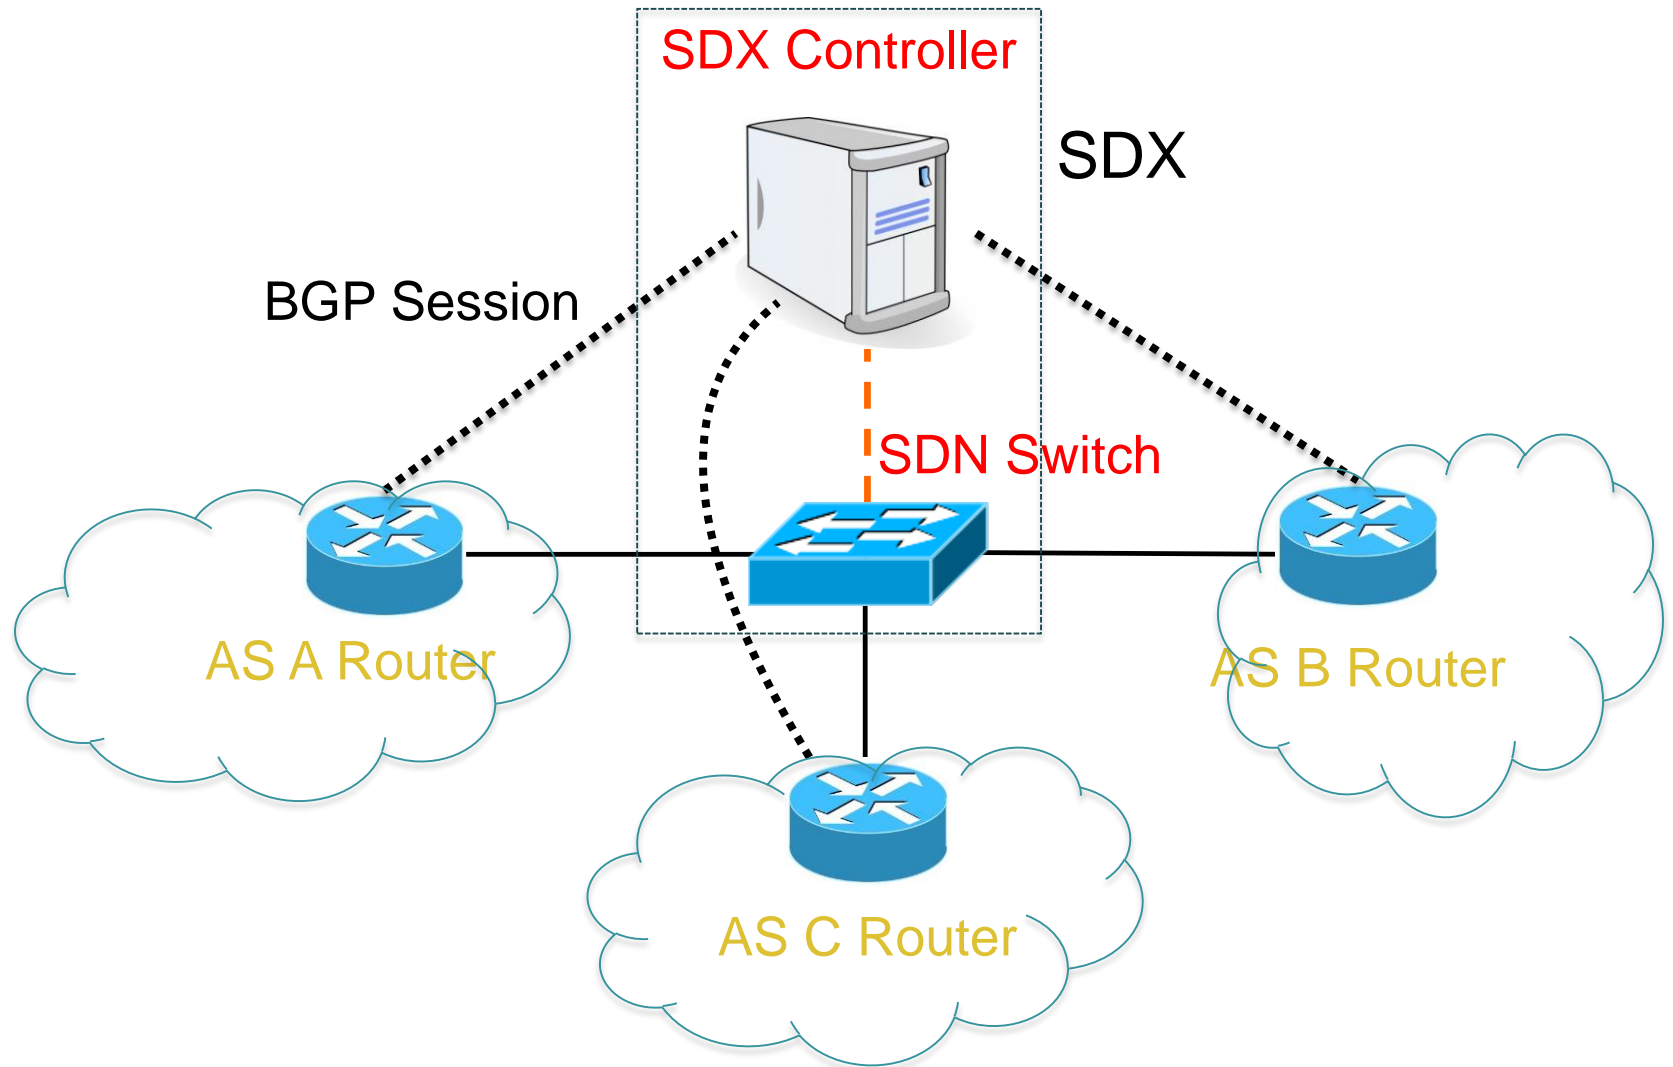 SDX Controller
SDX
BGP Session
SDN Switch
AS A Router
AS B Router
AS C Router